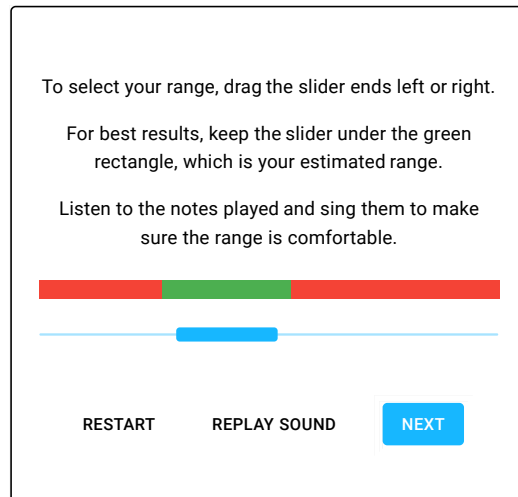 To select your range, drag the slider ends left or right.
For best results, keep the slider under the green
rectangle, which is your estimated range.
Listen to the notes played and sing them to make
sure the range is comfortable.
RESTART
REPLAY SOUND
NEXT